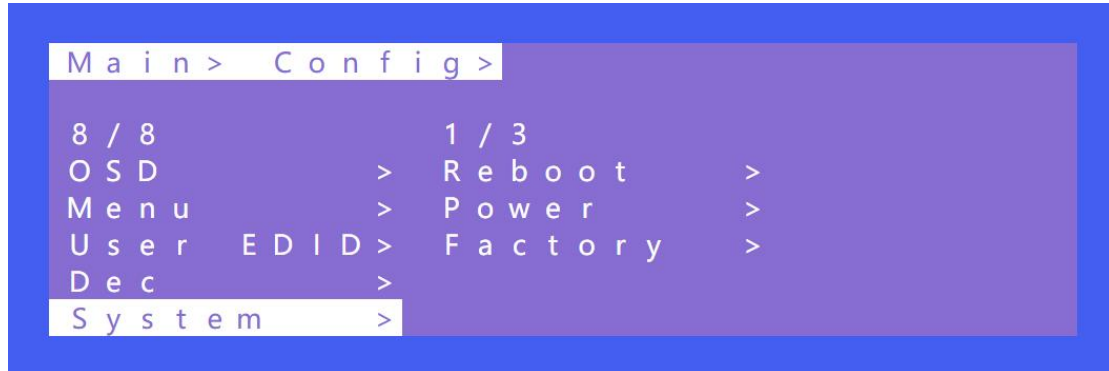 Main> Config>
8/8 1/3
OSD > Reboot >
Menu > Power >
User EDID> Factory >
Dec >
System >